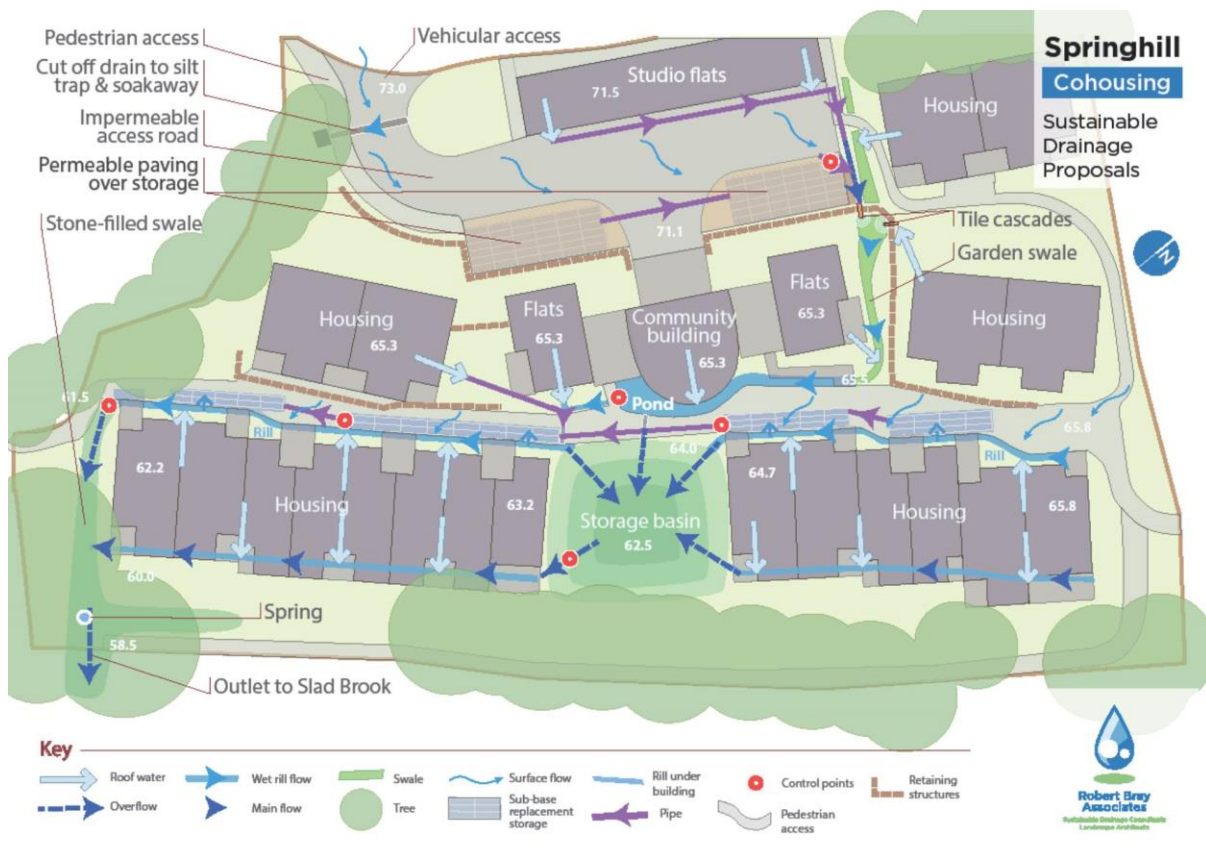 Springhill
Cohousing
Sustainable
Drainage
Proposals
Pedestrian access
Vehicular access
Cut off drain to silt
trap & soakaway
Impermeable
access road
Permeable paving
over storage
Stone-filled swale
73.0
Studio flats
71.5
Housing
71.1
Tile cascades
Garden swale
N
Housing
65.3
Flats
65.3
Community
building
65.3
Flats
65.3
Housing
65.5
61.5
Pond
Rill
64.0
65.8
Rill
62.2
Housing
63.2
Storage basin
62.5
64.7
Housing
65.8
60.0
Spring
58.5
Outlet to Slad Brook
Key
Roof water
Wet rill flow
Swale
Surface flow
Rill under
building
Control points
Retaining
structures
Overflow
Main flow
Tree
Sub-base
replacement
storage
Pipe
Pedestrian
access
Robert Bray
Associates
Sustainable Drainage Consultants
Landscape Architects